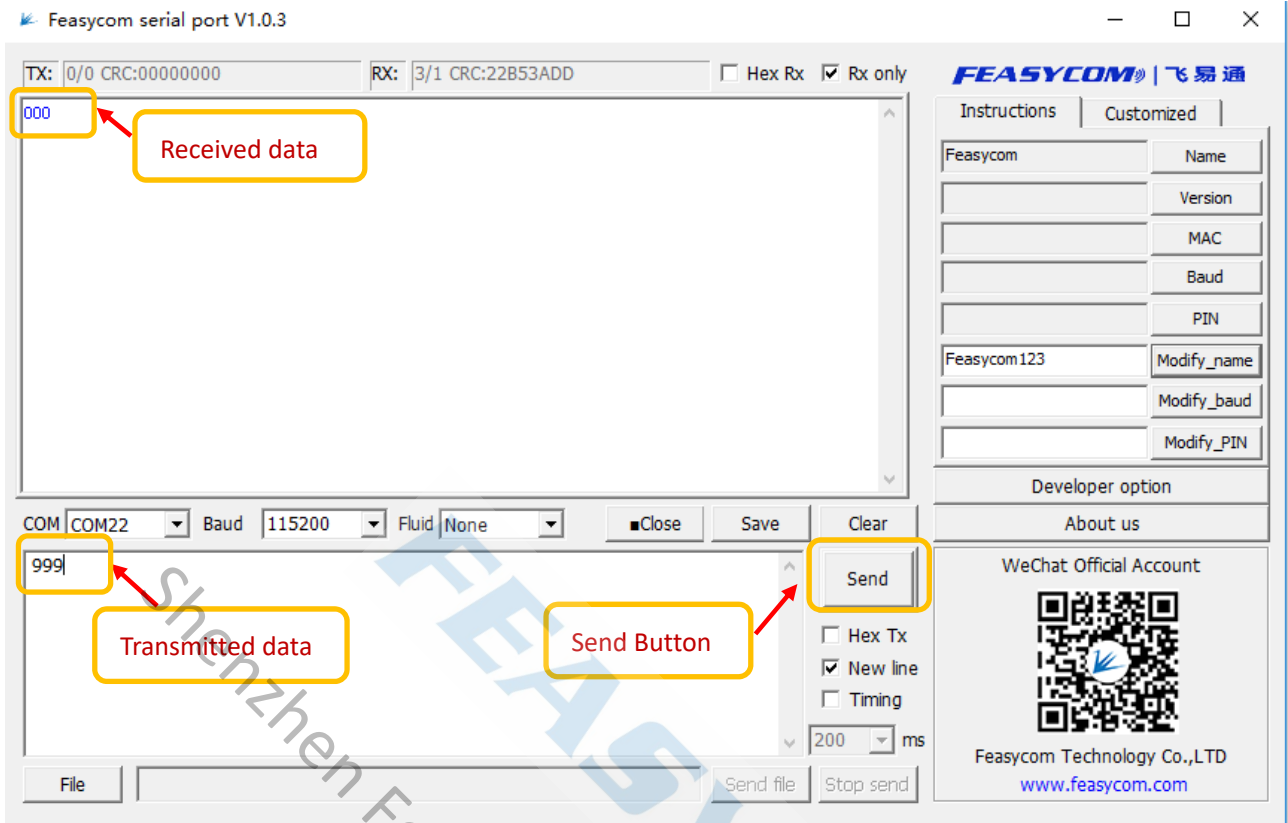 Feasycom serial port V1.0.3
TX: 0/0 CRC:00000000 RX: 3/1 CRC:22B53ADD Hex Rx Rx only
FEASYCOM | 飞易通
000
Received data
Instructions Customized
Feasycom Name
Version
MAC
Baud
PIN
Feasycom123 Modify_name
Modify_baud
Modify_PIN
Developer option
About us
COM COM22 Baud 115200 Fluid None Close Save Clear
999
Transmitted data
Send Button
Send
Hex Tx
New line
Timing
200 ms
File Send file Stop send
WeChat Official Account
Feasycom Technology Co.,LTD
www.feasycom.com
Shenzhen
FEAS